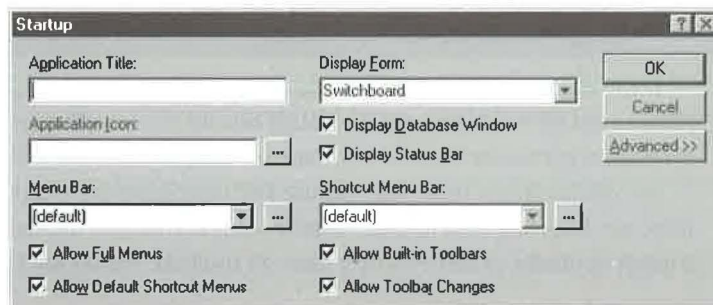 Startup
Application Title:
Display Form:
OK
Switchboard
Cancel
Application Icon:
Display Database Window
...
Display Status Bar
Advanced >>
Menu Bar:
Shortcut Menu Bar:
(default)
...
(default)
...
Allow Full Menus
Allow Built-in Toolbars
Allow Default Shortcut Menus
Allow Toolbar Changes